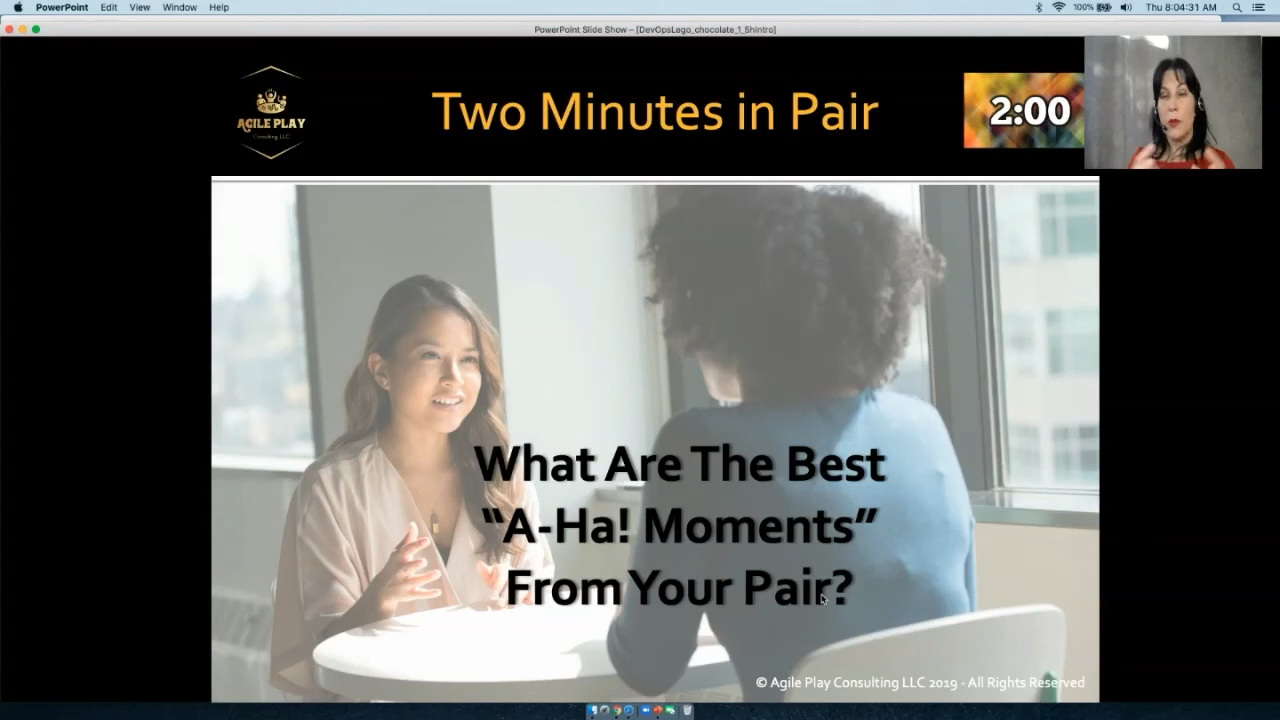 PowerPoint Edit View Window Help 100% Thu 8:04:31 AM
PowerPoint Slide Show – [DevOpsLago_chocolate_1_5hIntro]
AGILE PLAY
Consulting LLC
Two Minutes in Pair
2:00
What Are The Best
“A-Ha! Moments”
From Your Pair?
© Agile Play Consulting LLC 2019 - All Rights Reserved